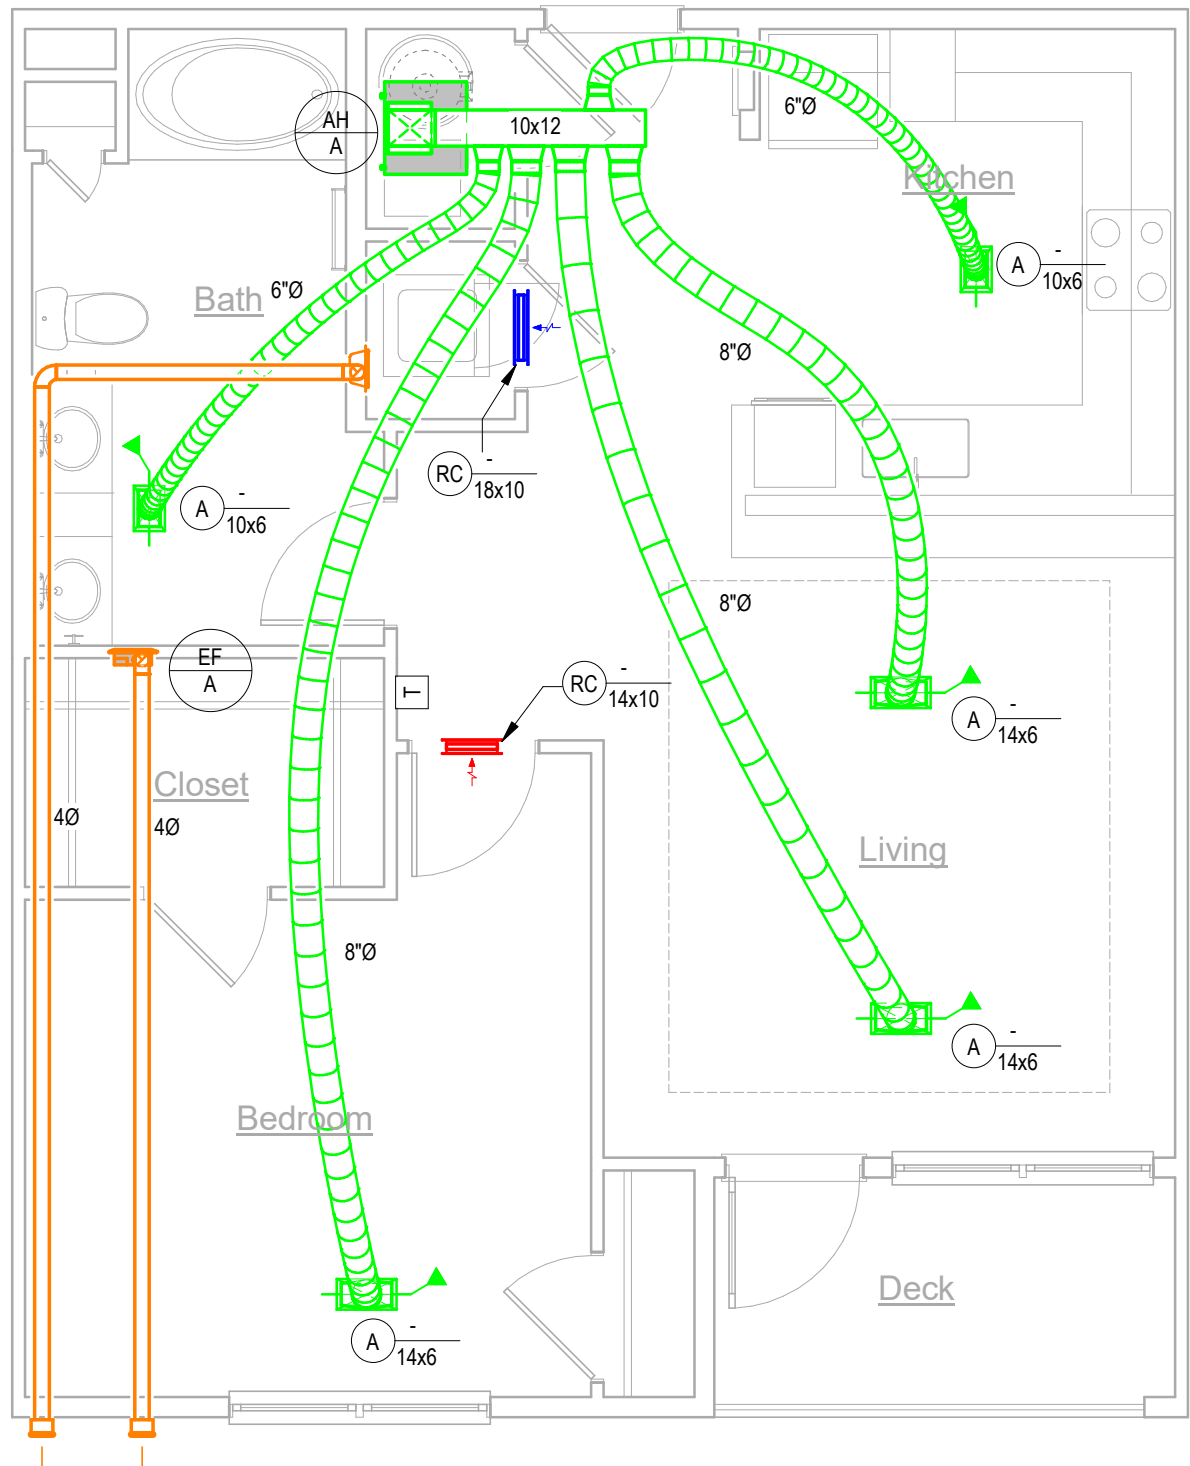 6"Ø
AH
A
10x12
Kitchen
A
-
10x6
Bath
6"Ø
8"Ø
RC
-
18x10
A
-
10x6
8"Ø
EF
A
T
RC
-
14x10
A
-
14x6
Closet
4Ø
4Ø
Living
8"Ø
A
-
14x6
Bedroom
Deck
A
-
14x6